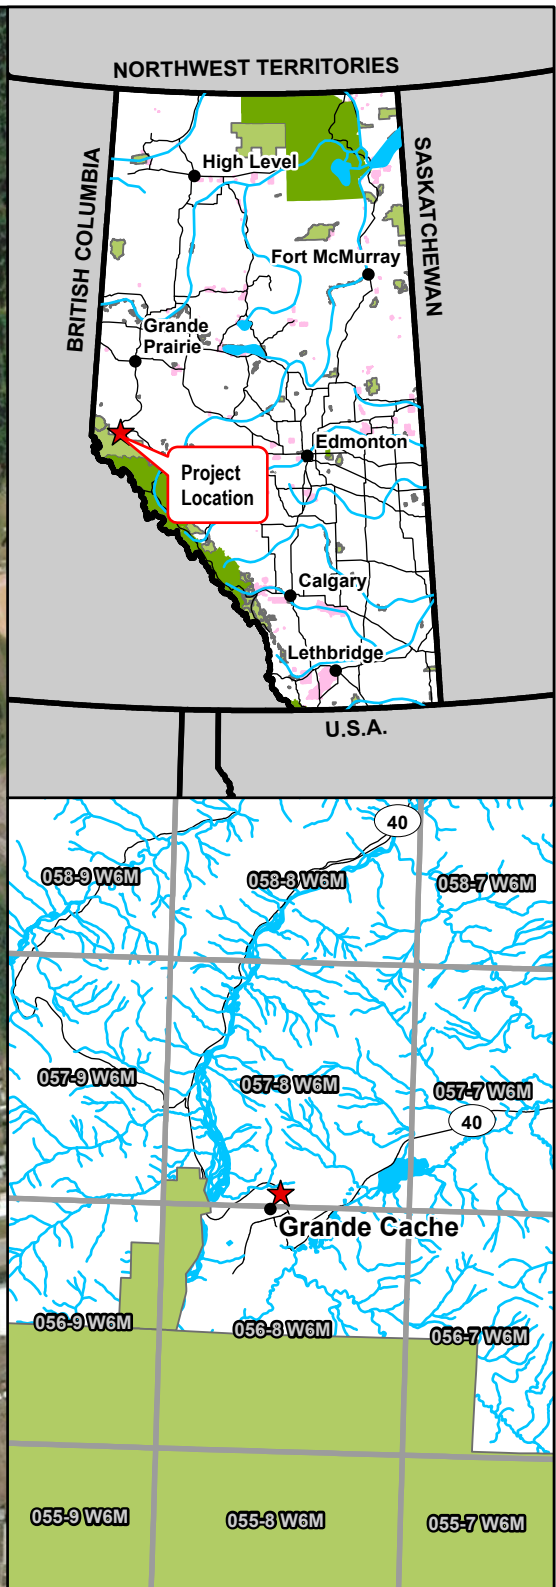 NORTHWEST TERRITORIES
BRITISH COLUMBIA
SASKATCHEWAN
High Level
Fort McMurray
Grande
Prairie
Edmonton
Project
Location
Calgary
Lethbridge
U.S.A.
40
058-9 W6M
058-8 W6M
058-7 W6M
057-9 W6M
057-8 W6M
057-7 W6M
40
Grande Cache
056-9 W6M
056-8 W6M
056-7 W6M
055-9 W6M
055-8 W6M
055-7 W6M